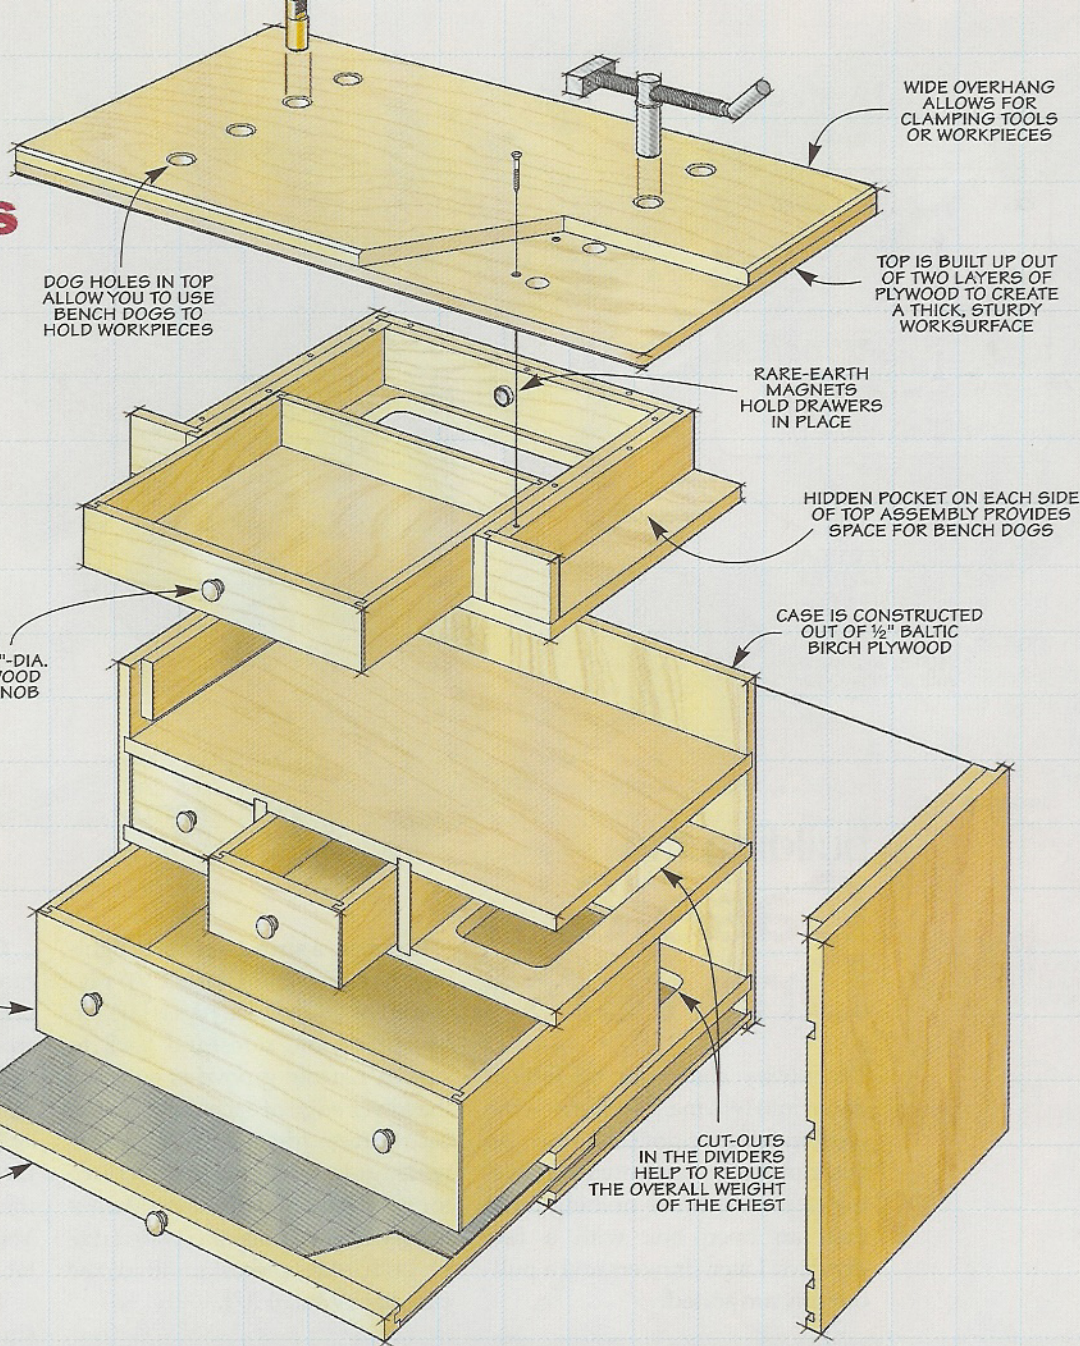 WIDE OVERHANG
ALLOWS FOR
CLAMPING TOOLS
OR WORKPIECES
S
DOG HOLES IN TOP
ALLOW YOU TO USE
BENCH DOGS TO
HOLD WORKPIECES
TOP IS BUILT UP OUT
OF TWO LAYERS OF
PLYWOOD TO CREATE
A THICK, STURDY
WORKSURFACE
RARE-EARTH
MAGNETS
HOLD DRAWERS
IN PLACE
HIDDEN POCKET ON EACH SIDE
OF TOP ASSEMBLY PROVIDES
SPACE FOR BENCH DOGS
CASE IS CONSTRUCTED
OUT OF ½" BALTIC
BIRCH PLYWOOD
"-DIA.
OOD
NOB
CUT-OUTS
IN THE DIVIDERS
HELP TO REDUCE
THE OVERALL WEIGHT
OF THE CHEST